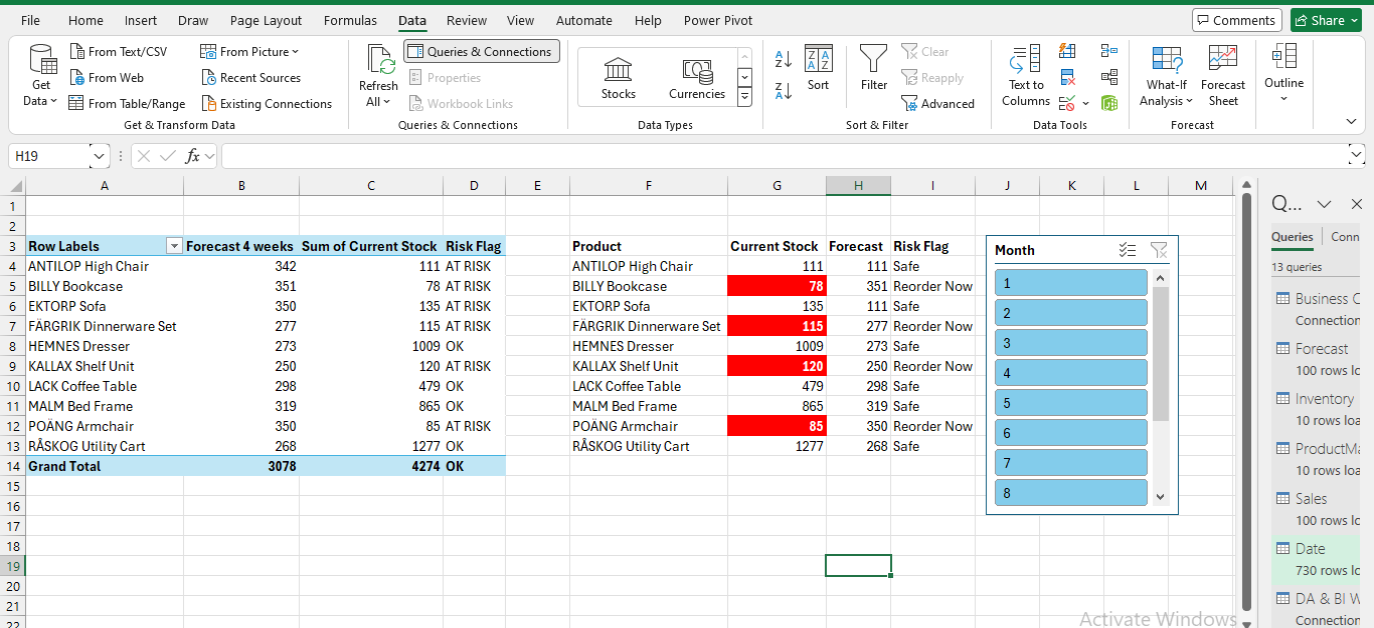 File Home Insert Draw Page Layout Formulas Data Review View Automate Help Power Pivot Comments Share
From Text/CSV From Picture Queries & Connections Clear
Get Data From Web Recent Sources Refresh All Properties Stocks Currencies Sort Filter Reapply Text to Columns What-If Analysis Forecast Sheet Outline
From Table/Range Existing Connections Workbook Links Advanced
Get & Transform Data Queries & Connections Data Types Sort & Filter Data Tools Forecast
H19 fx
A B C D E F G H I J K L M
1
2
3 Row Labels Forecast 4 weeks Sum of Current Stock Risk Flag Product Current Stock Forecast Risk Flag
4 ANTILOP High Chair 342 111 AT RISK ANTILOP High Chair 111 111 Safe
5 BILLY Bookcase 351 78 AT RISK BILLY Bookcase 78 351 Reorder Now
6 EKTORP Sofa 350 135 AT RISK EKTORP Sofa 135 111 Safe
7 FÄRGRIK Dinnerware Set 277 115 AT RISK FÄRGRIK Dinnerware Set 115 277 Reorder Now
8 HEMNES Dresser 273 1009 OK HEMNES Dresser 1009 273 Safe
9 KALLAX Shelf Unit 250 120 AT RISK KALLAX Shelf Unit 120 250 Reorder Now
10 LACK Coffee Table 298 479 OK LACK Coffee Table 479 298 Safe
11 MALM Bed Frame 319 865 OK MALM Bed Frame 865 319 Safe
12 POÄNG Armchair 350 85 AT RISK POÄNG Armchair 85 350 Reorder Now
13 RÅSKOG Utility Cart 268 1277 OK RÅSKOG Utility Cart 1277 268 Safe
14 Grand Total 3078 4274 OK
15
16
17
18
19
20
21
22
Month
1
2
3
4
5
6
7
8
Q...
Queries Conn
13 queries
Business C
Connection
Forecast
100 rows lo
Inventory
10 rows loa
ProductMa
10 rows loa
Sales
100 rows lo
Date
730 rows lo
DA & BI W
Connection
Activate Windows